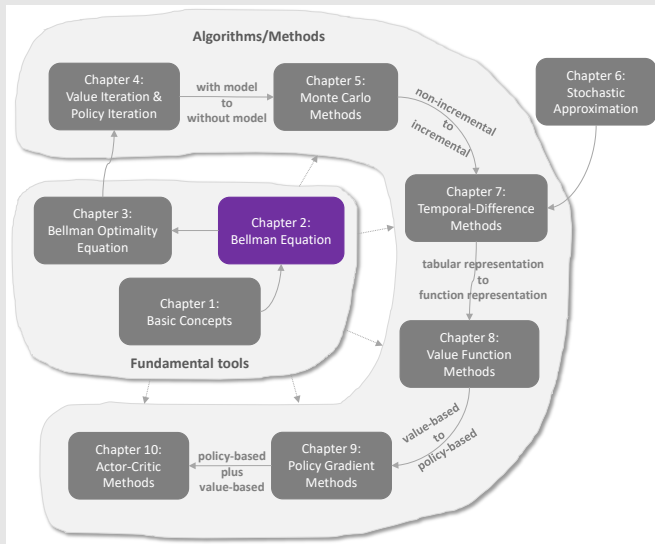 Algorithms/Methods
Chapter 4:
Value Iteration &
Policy Iteration
with model
to
without model
Chapter 5:
Monte Carlo
Methods
non-incremental
to
incremental
Chapter 6:
Stochastic
Approximation
Chapter 3:
Bellman Optimality
Equation
Chapter 2:
Bellman Equation
Chapter 7:
Temporal-Difference
Methods
Chapter 1:
Basic Concepts
Fundamental tools
tabular representation
to
function representation
Chapter 8:
Value Function
Methods
value-based
to
policy-based
Chapter 10:
Actor-Critic
Methods
policy-based
plus
value-based
Chapter 9:
Policy Gradient
Methods